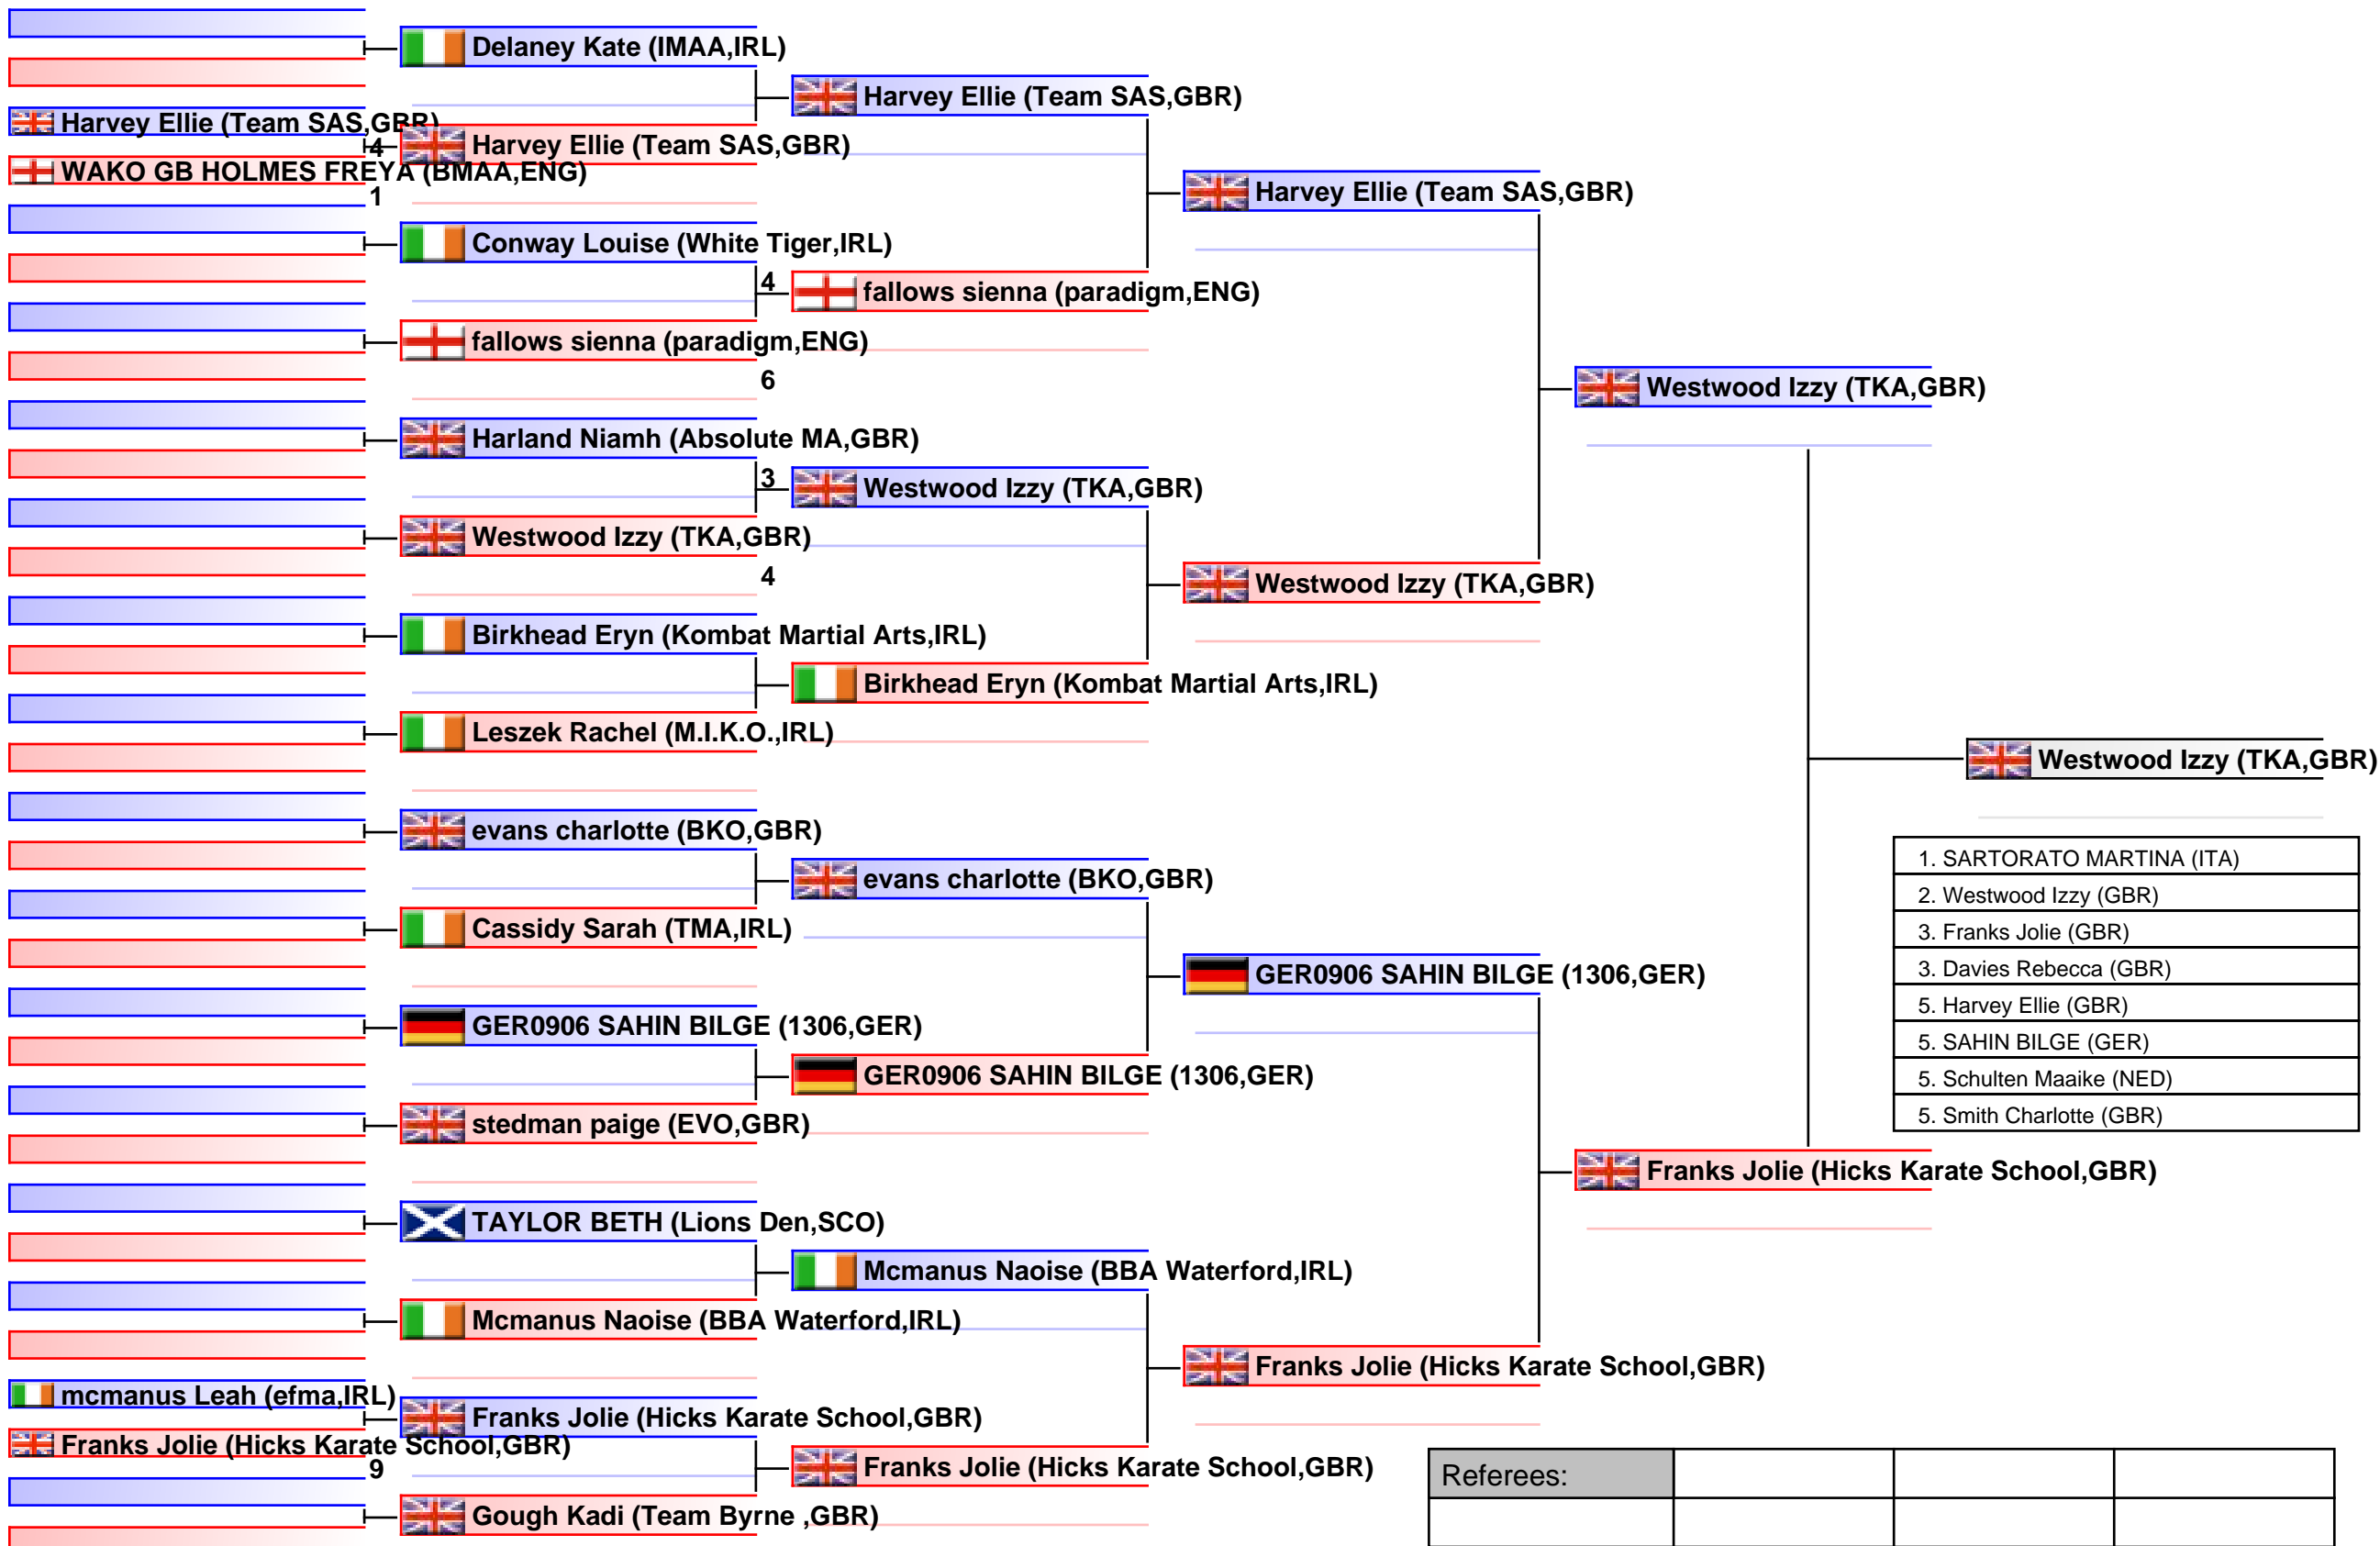 Harvey Ellie (Team SAS,GBR)
4
WAKO GB HOLMES FREYA (BMAA,ENG)
1
mcmanus Leah (efma,IRL)
Franks Jolie (Hicks Karate School,GBR)
9
Delaney Kate (IMAA,IRL)
Harvey Ellie (Team SAS,GBR)
Conway Louise (White Tiger,IRL)
4
fallows sienna (paradigm,ENG)
6
Harland Niamh (Absolute MA,GBR)
3
Westwood Izzy (TKA,GBR)
4
Birkhead Eryn (Kombat Martial Arts,IRL)
Leszek Rachel (M.I.K.O.,IRL)
evans charlotte (BKO,GBR)
Cassidy Sarah (TMA,IRL)
GER0906 SAHIN BILGE (1306,GER)
stedman paige (EVO,GBR)
TAYLOR BETH (Lions Den,SCO)
Mcmanus Naoise (BBA Waterford,IRL)
Franks Jolie (Hicks Karate School,GBR)
Gough Kadi (Team Byrne ,GBR)
Harvey Ellie (Team SAS,GBR)
fallows sienna (paradigm,ENG)
Westwood Izzy (TKA,GBR)
Birkhead Eryn (Kombat Martial Arts,IRL)
evans charlotte (BKO,GBR)
GER0906 SAHIN BILGE (1306,GER)
Mcmanus Naoise (BBA Waterford,IRL)
Franks Jolie (Hicks Karate School,GBR)
Harvey Ellie (Team SAS,GBR)
Westwood Izzy (TKA,GBR)
GER0906 SAHIN BILGE (1306,GER)
Franks Jolie (Hicks Karate School,GBR)
Westwood Izzy (TKA,GBR)
Franks Jolie (Hicks Karate School,GBR)
Westwood Izzy (TKA,GBR)
1. SARTORATO MARTINA (ITA)
2. Westwood Izzy (GBR)
3. Franks Jolie (GBR)
3. Davies Rebecca (GBR)
5. Harvey Ellie (GBR)
5. SAHIN BILGE (GER)
5. Schulten Maaike (NED)
5. Smith Charlotte (GBR)
Referees: